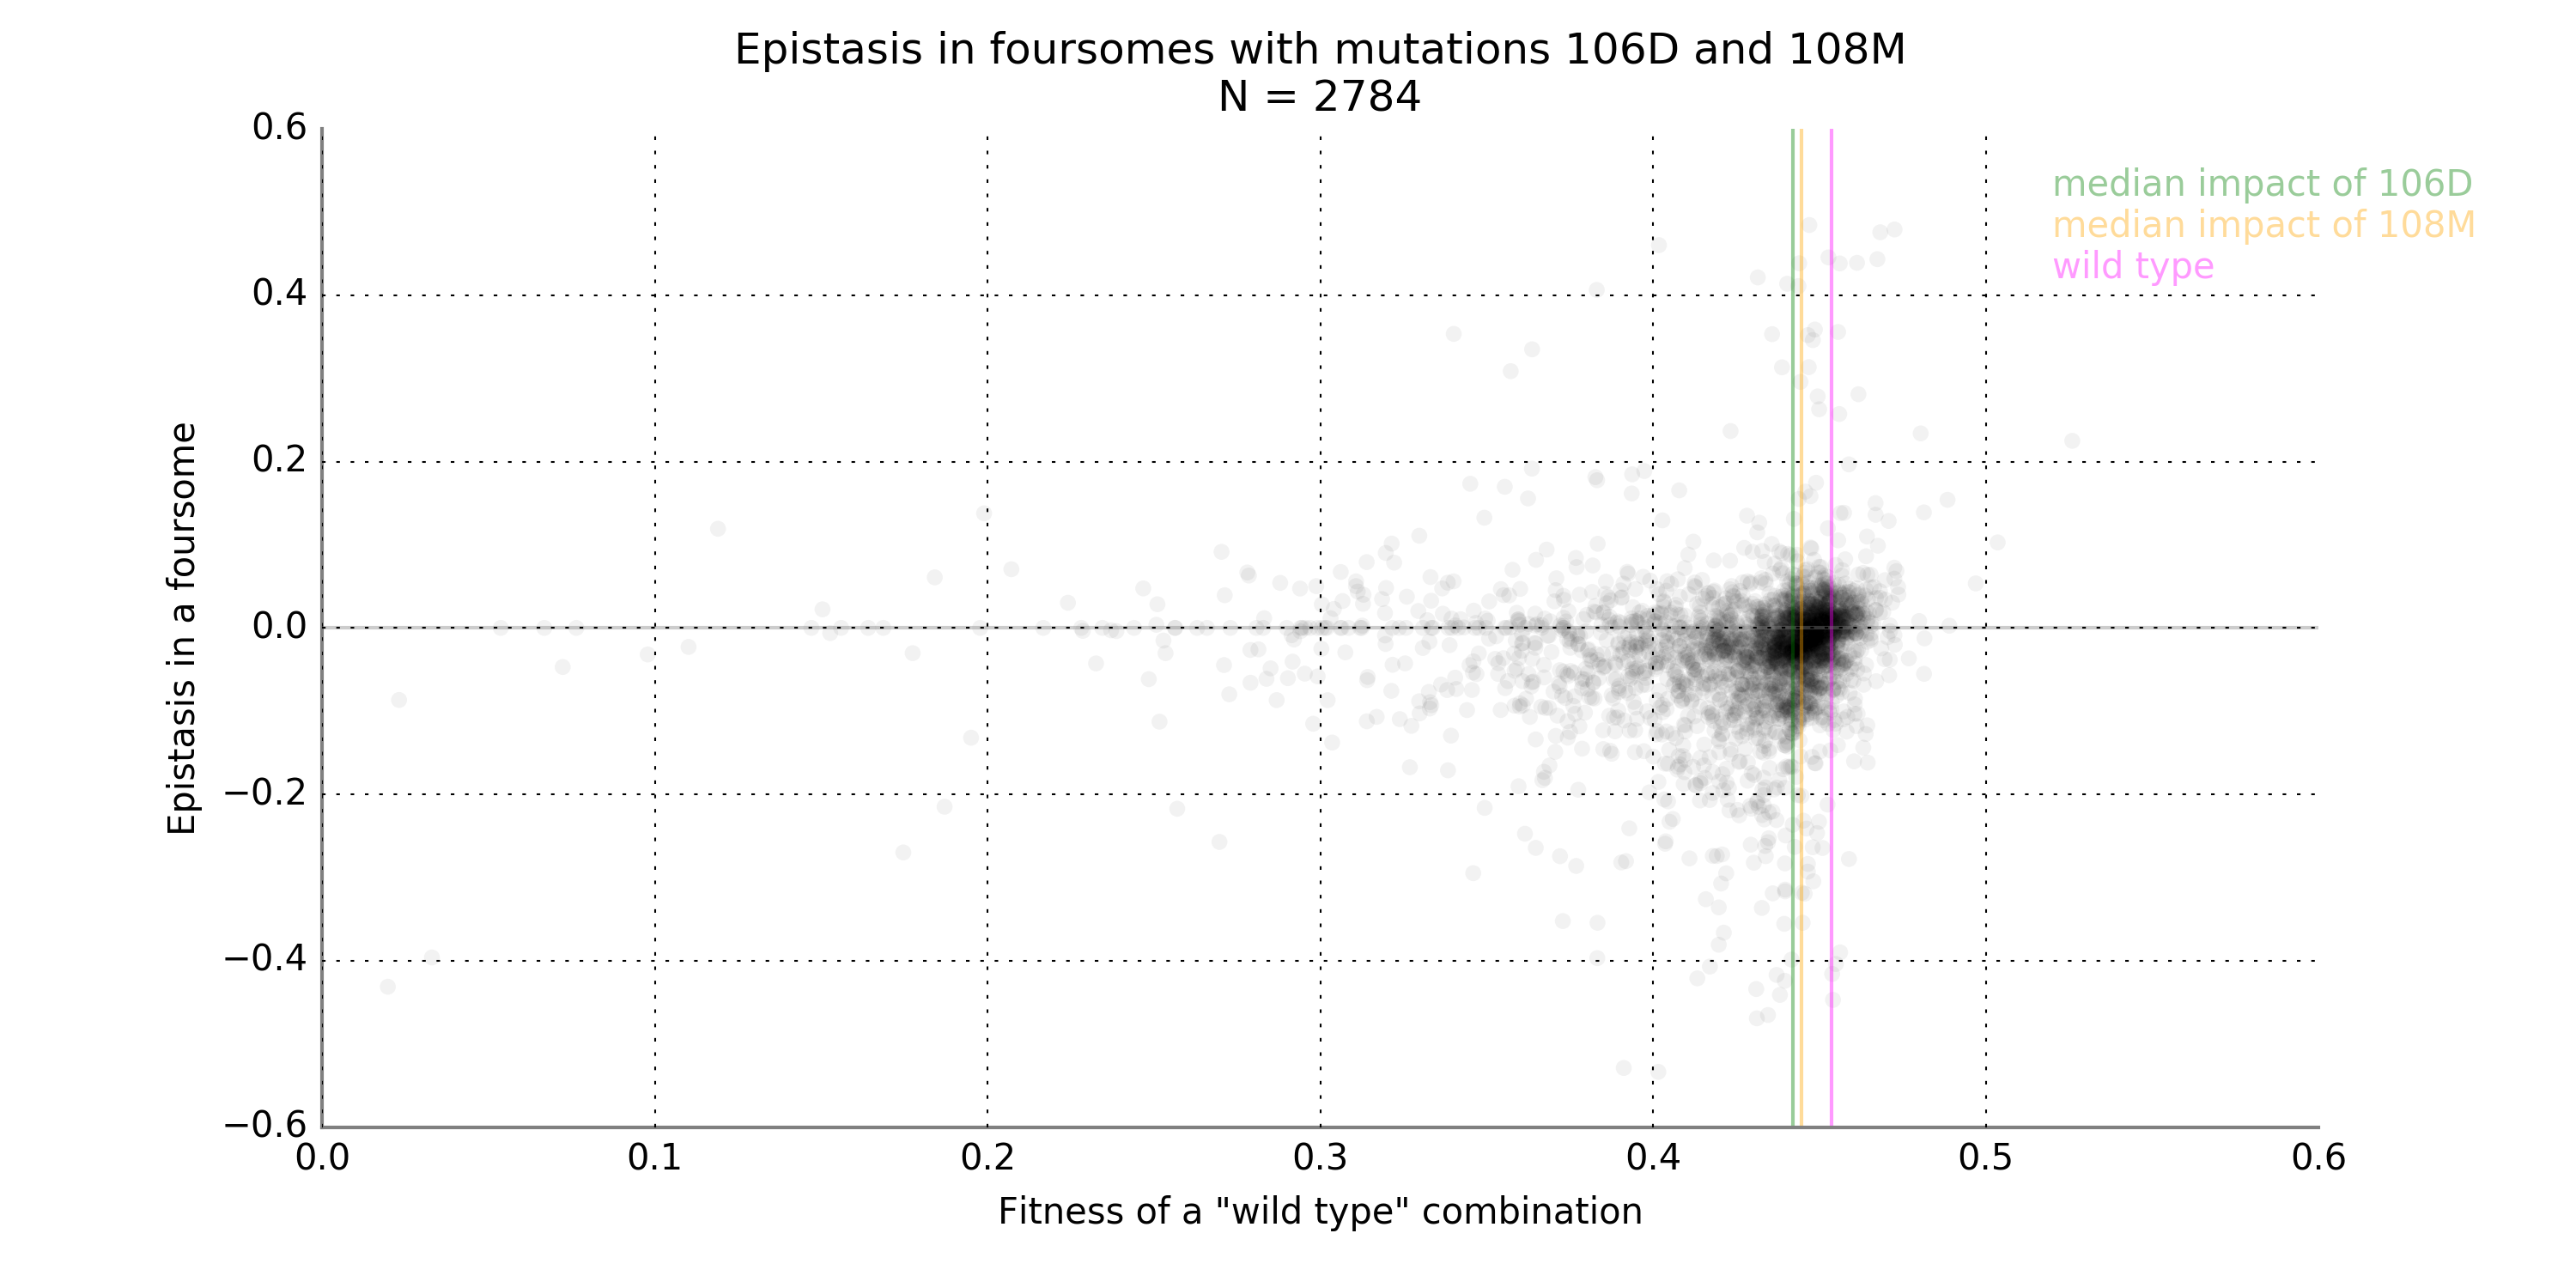 Epistasis in foursomes with mutations 106D and 108M
N = 2784
median impact of 106D
median impact of 108M
wild type
Epistasis in a foursome
0.6
0.4
0.2
0.0
−0.2
−0.4
−0.6
0.0 0.1 0.2 0.3 0.4 0.5 0.6
Fitness of a "wild type" combination